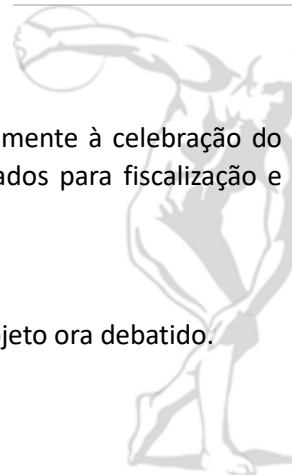 mente à celebração do
ados para fiscalização e
jeto ora debatido.